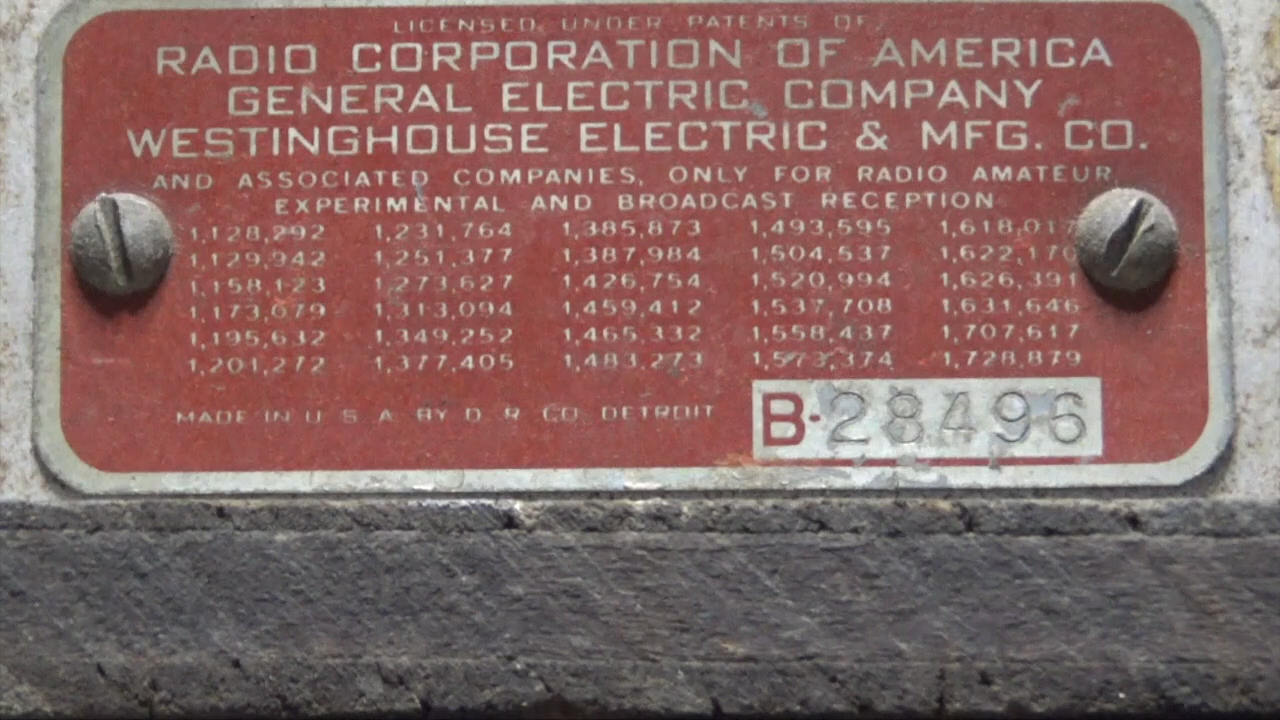 LICENSED UNDER PATENTS OF
RADIO CORPORATION OF AMERICA
GENERAL ELECTRIC COMPANY
WESTINGHOUSE ELECTRIC & MFG. CO.
AND ASSOCIATED COMPANIES, ONLY FOR RADIO AMATEUR,
EXPERIMENTAL AND BROADCAST RECEPTION
1,128,292 1,231,764 1,385,873 1,493,595 1,618,017
1,129,942 1,251,377 1,387,984 1,504,537 1,622,170
1,158,123 1,273,627 1,426,754 1,520,994 1,626,391
1,173,079 1,313,094 1,459,412 1,537,708 1,631,646
1,195,632 1,349,252 1,465,332 1,558,437 1,707,617
1,201,272 1,377,405 1,483,273 1,573,374 1,728,879
MADE IN U S A BY D R CO DETROIT
B-28496